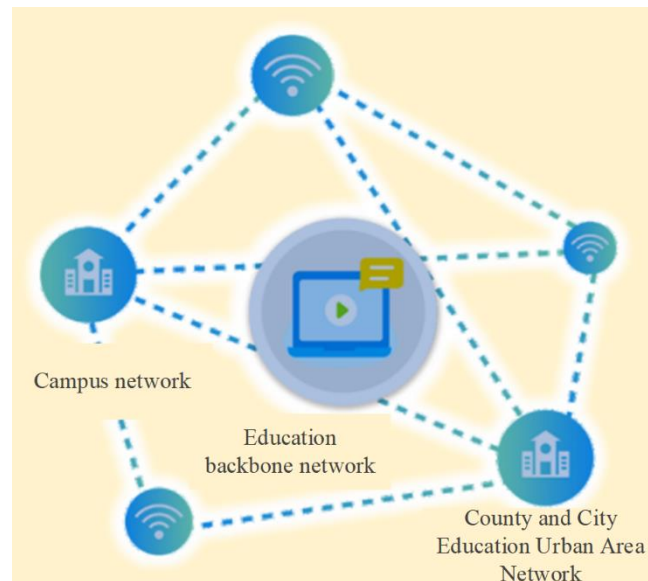 Campus network
Education
backbone network
County and City
Education Urban Area
Network